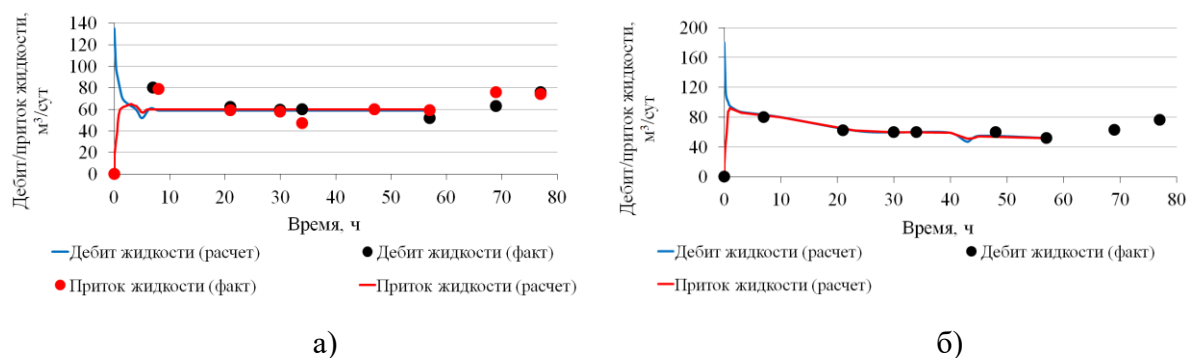 Дебит/приток жидкости,
м³/сут
140
120
100
80
60
40
20
0
0 10 20 30 40 50 60 70 80
Время, ч
Дебит жидкости (расчет) Дебит жидкости (факт)
Приток жидкости (факт) Приток жидкости (расчет)
а)
Дебит/приток жидкости,
м³/сут
200
160
120
80
40
0
0 10 20 30 40 50 60 70 80
Время, ч
Дебит жидкости (расчет) Дебит жидкости (факт)
Приток жидкости (расчет)
б)